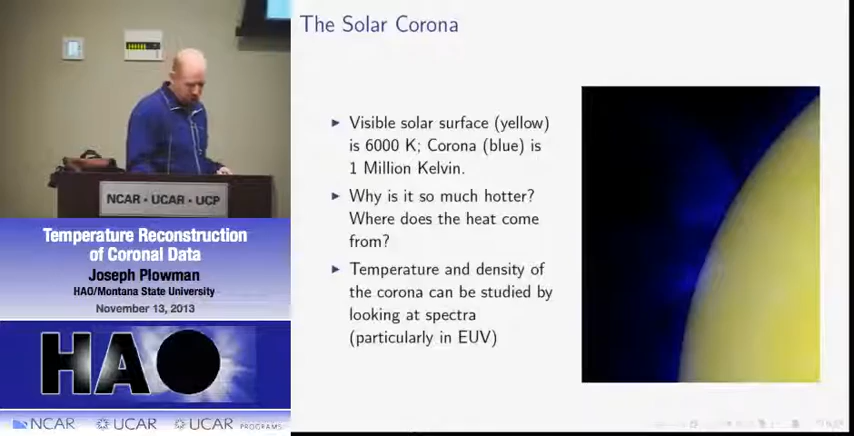 The Solar Corona
Visible solar surface (yellow)
is 6000 K; Corona (blue) is
1 Million Kelvin.
Why is it so much hotter?
Where does the heat come
from?
Temperature and density of
the corona can be studied by
looking at spectra
(particularly in EUV)
NCAR • UCAR • UCP
Temperature Reconstruction
of Coronal Data
Joseph Plowman
HAO/Montana State University
November 13, 2013
HAO
NCAR UCAR UCAR PROGRAMS